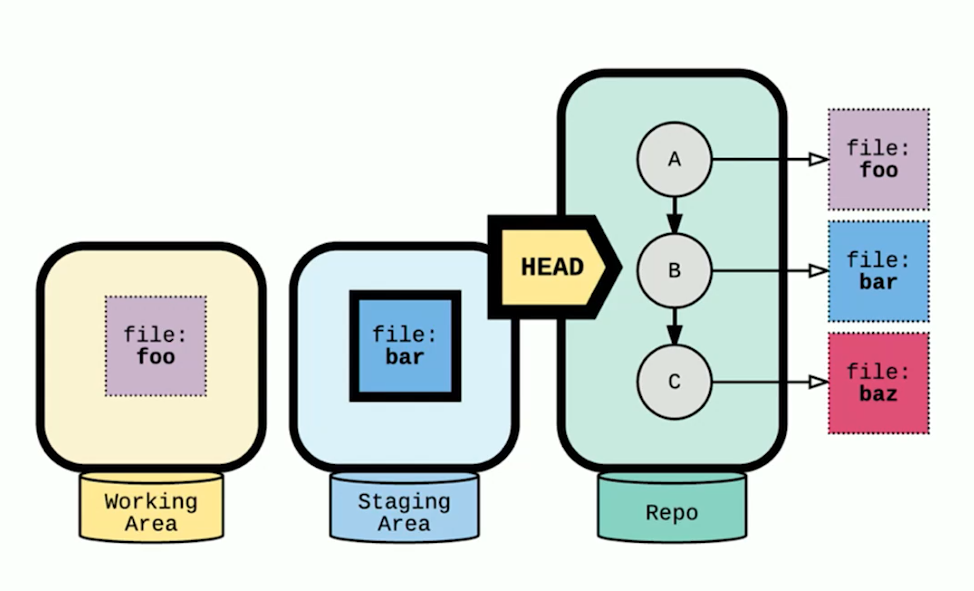 file:
foo
Working
Area
file:
bar
Staging
Area
HEAD
A
B
C
Repo
file:
foo
file:
bar
file:
baz